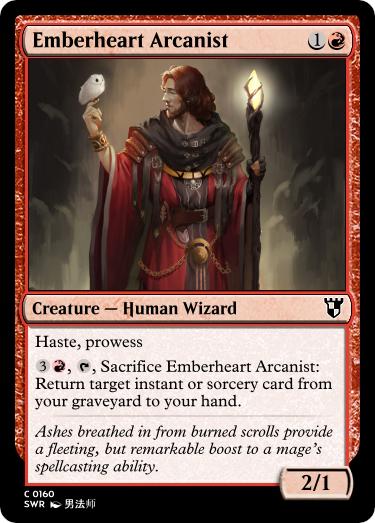 Emberheart Arcanist 1
Creature — Human Wizard
Haste, prowess
3 , , Sacrifice Emberheart Arcanist:
Return target instant or sorcery card from
your graveyard to your hand.
Ashes breathed in from burned scrolls provide
a fleeting, but remarkable boost to a mage's
spellcasting ability.
2/1
C 0160
SWR 男法师